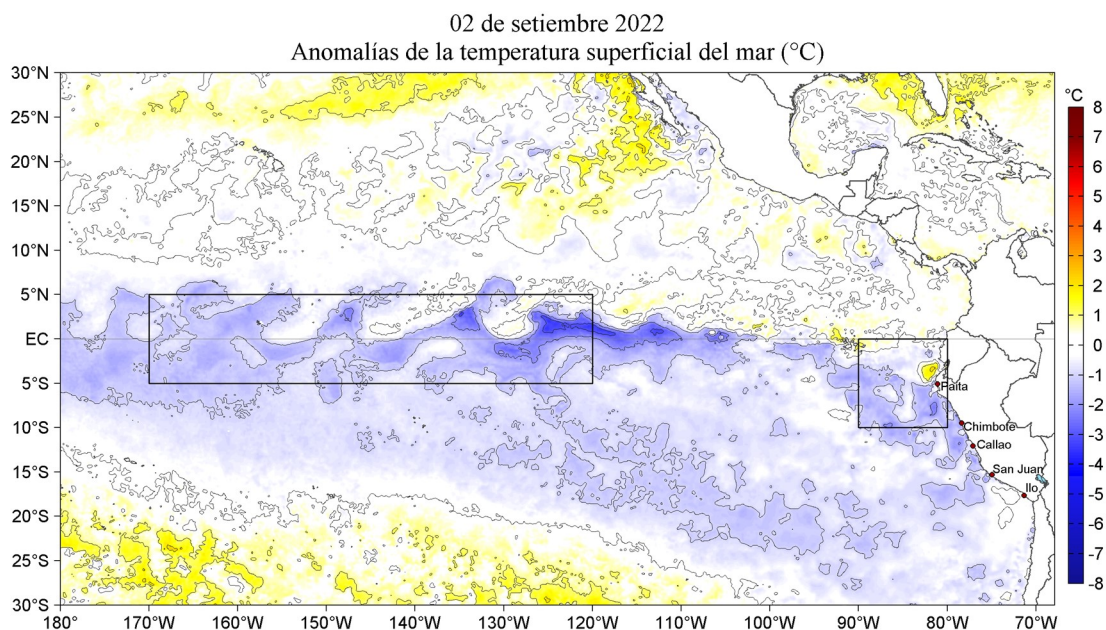 02 de setiembre 2022
Anomalías de la temperatura superficial del mar (°C)
30°N
25°N
20°N
15°N
10°N
5°N
EC
5°S
10°S
15°S
20°S
25°S
30°S
180 170°W 160°W 150°W 140°W 130°W 120°W 110°W 100°W 90°W 80°W 70°W
Paita
Chimbote
Callao
San Juan
Ilo
°C
8
7
6
5
4
3
2
1
0
-1
-2
-3
-4
-5
-6
-7
-8